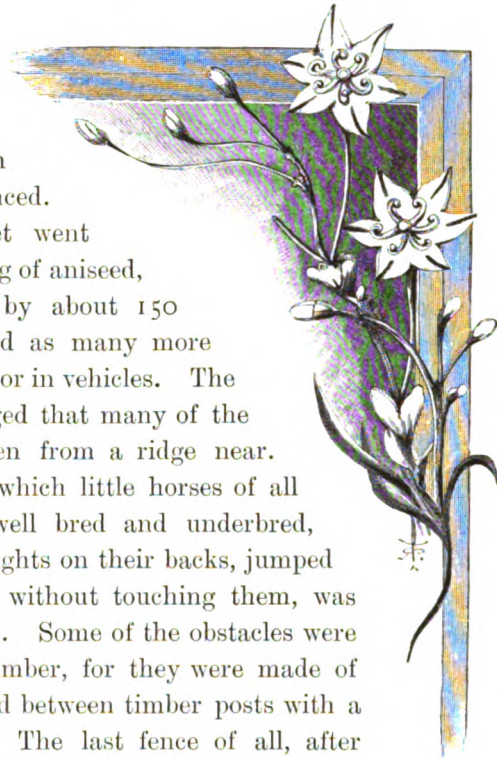 ced.
went
g of aniseed,
by about 150
d as many more
or in vehicles. The
ged that many of the
en from a ridge near.
which little horses of all
well bred and underbred,
ghts on their backs, jumped
without touching them, was
. Some of the obstacles were
mber, for they were made of
d between timber posts with a
The last fence of all, after